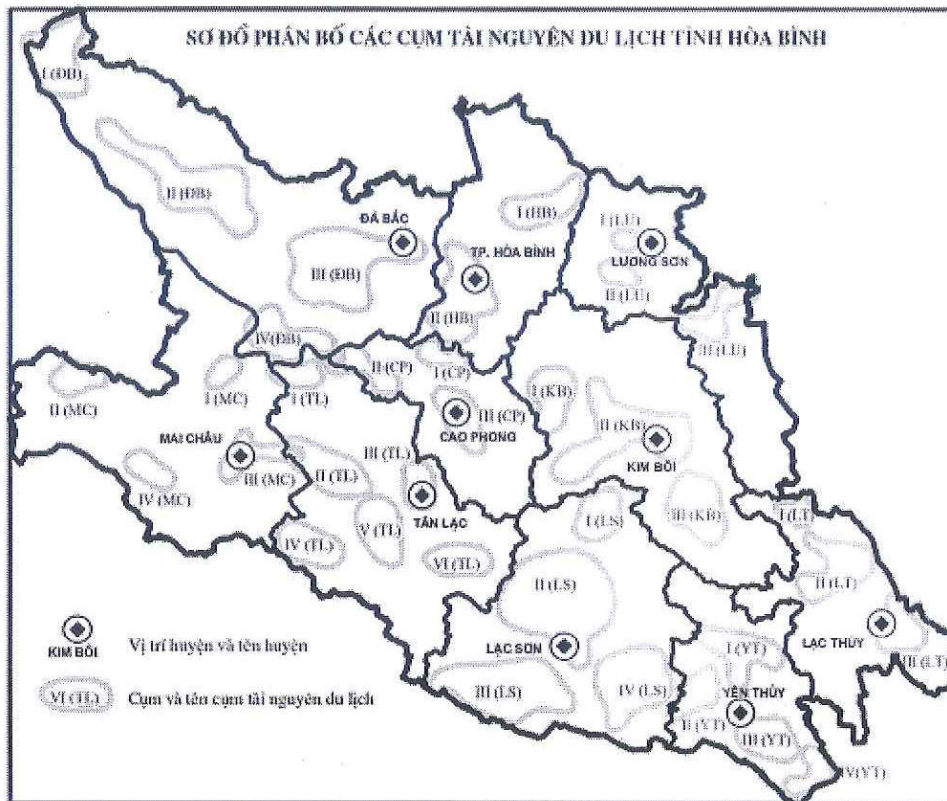 SƠ ĐỒ PHÂN BỐ CÁC CỤM TÀI NGUYÊN DU LỊCH TỈNH HÒA BÌNH
I (ĐB)
II (ĐB)
ĐÀ BẮC
III (ĐB)
IV(ĐB)
I (HB)
TP. HÒA BÌNH
II (HB)
I (LU)
LƯƠNG SƠN
II (LU)
III (LU)
II (CP)
I (CP)
III (CP)
CAO PHONG
I (MC)
II (MC)
MAI CHÂU
III (MC)
IV (MC)
I (TL)
II (TL)
III (TL)
TÂN LẠC
IV (TL)
V (TL)
VI (TL)
I (KB)
II (KB)
KIM BÔI
III (KB)
I (LS)
II (LS)
LẠC SƠN
III (LS)
IV (LS)
I (LT)
II (LT)
LẠC THỦY
III (LT)
I (YT)
YÊN THỦY
II (YT)
III (YT)
IV(YT)
KIM BÔI
Vị trí huyện và tên huyện
VI (TL)
Cụm và tên cụm tài nguyên du lịch